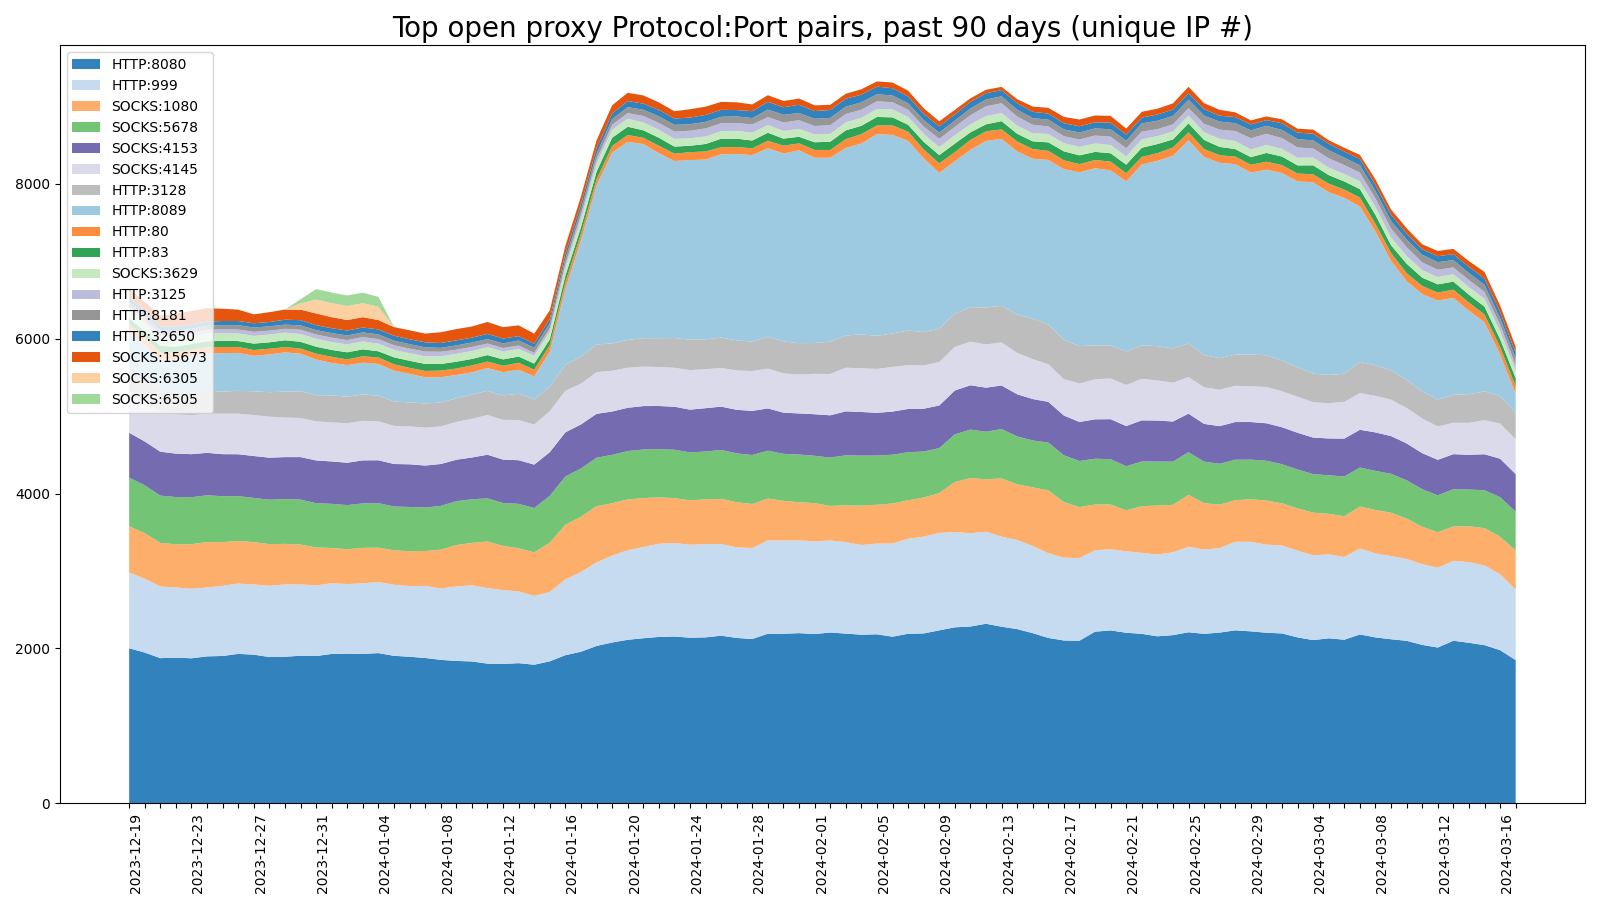 Top open proxy Protocol:Port pairs, past 90 days (unique IP #)
HTTP:8080
HTTP:999
SOCKS:1080
SOCKS:5678
SOCKS:4153
SOCKS:4145
HTTP:3128
HTTP:8089
HTTP:80
HTTP:83
SOCKS:3629
HTTP:3125
HTTP:8181
HTTP:32650
SOCKS:15673
SOCKS:6305
SOCKS:6505
8000
6000
4000
2000
0
2023-12-19
2023-12-23
2023-12-27
2023-12-31
2024-01-04
2024-01-08
2024-01-12
2024-01-16
2024-01-20
2024-01-24
2024-01-28
2024-02-01
2024-02-05
2024-02-09
2024-02-13
2024-02-17
2024-02-21
2024-02-25
2024-02-29
2024-03-04
2024-03-08
2024-03-12
2024-03-16